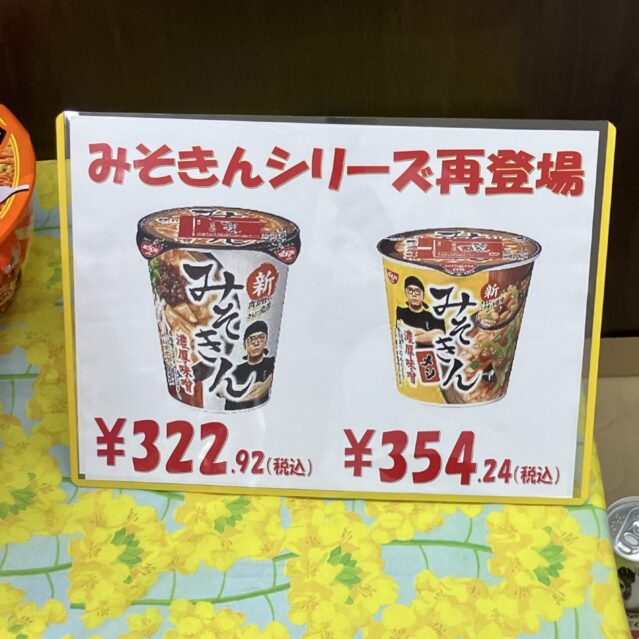 みそきんシリーズ再登場
新
みそきん
濃厚味噌
新
みそきん
濃厚味噌
メシ
¥322.92(税込)
¥354.24(税込)